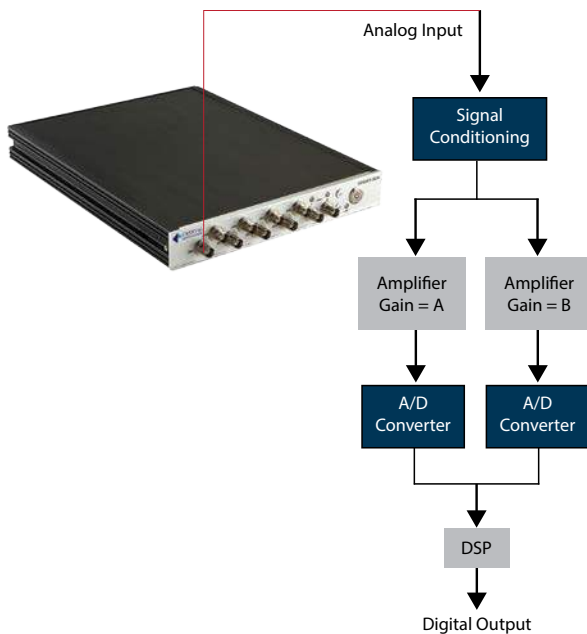 Analog Input
Signal
Conditioning
Amplifier
Gain = A
Amplifier
Gain = B
A/D
Converter
A/D
Converter
DSP
Digital Output